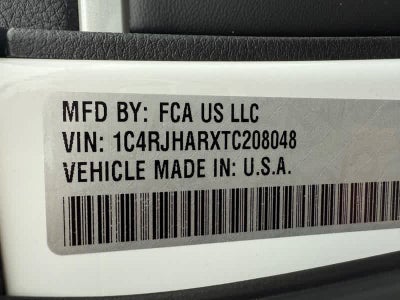 MFD BY: FCA US LLC
VIN: 1C4RJHARXTC208048
VEHICLE MADE IN: U.S.A.